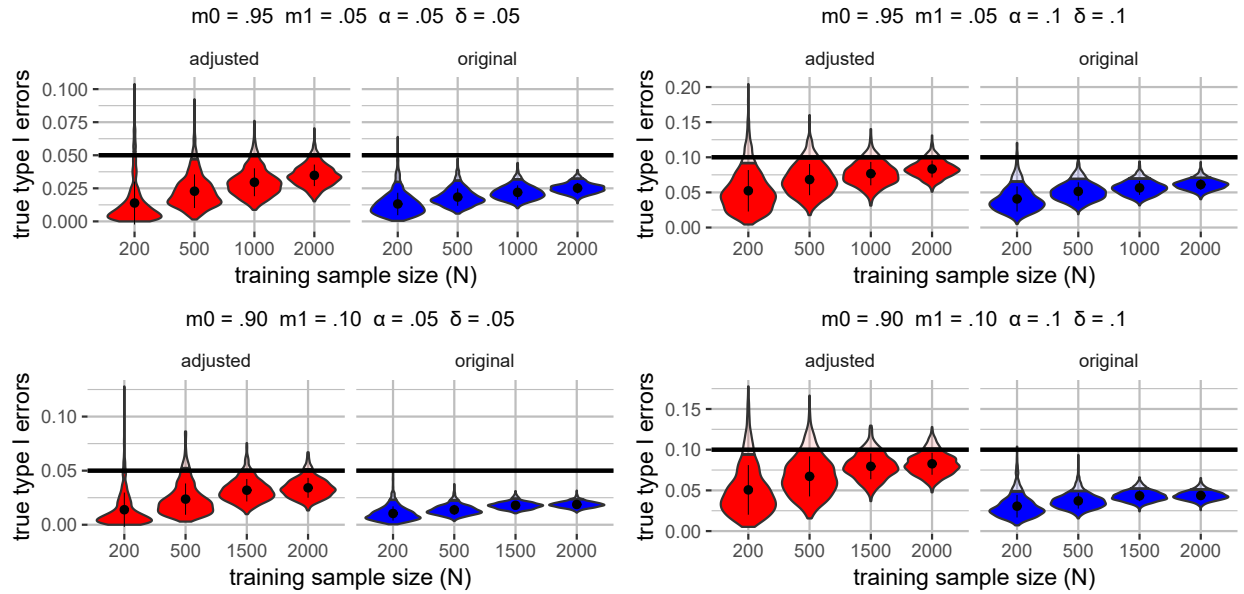 m0 = .95 m1 = .05 α = .05 δ = .05
adjusted original
true type I errors
0.100
0.075
0.050
0.025
0.000
200 500 1000 2000 200 500 1000 2000
training sample size (N)
m0 = .95 m1 = .05 α = .1 δ = .1
adjusted original
true type I errors
0.20
0.15
0.10
0.05
0.00
200 500 1000 2000 200 500 1000 2000
training sample size (N)
m0 = .90 m1 = .10 α = .05 δ = .05
adjusted original
true type I errors
0.10
0.05
0.00
200 500 1500 2000 200 500 1500 2000
training sample size (N)
m0 = .90 m1 = .10 α = .1 δ = .1
adjusted original
true type I errors
0.15
0.10
0.05
0.00
200 500 1500 2000 200 500 1500 2000
training sample size (N)